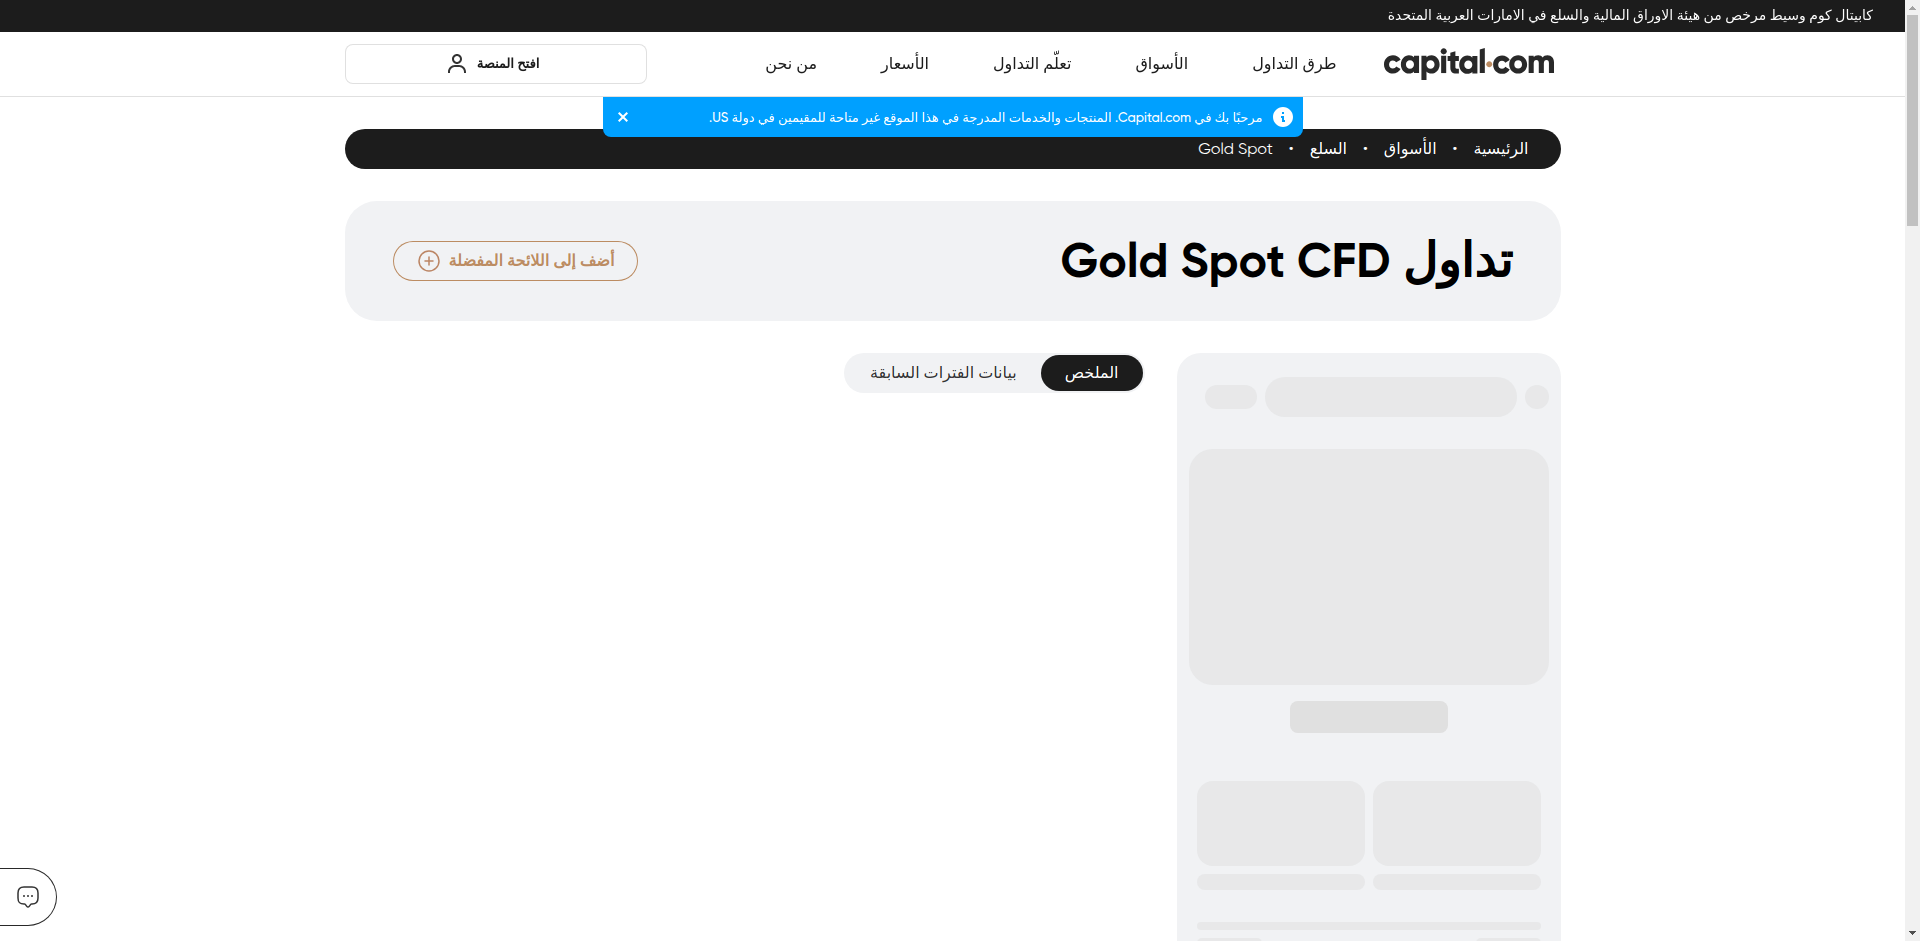 كابيتال كوم وسيط مرخص من هيئة الاوراق المالية والسلع في الامارات العربية المتحدة
capital.com
طرق التداول
الأسواق
تعلّم التداول
الأسعار
من نحن
افتح المنصة
مرحبًا بك في Capital.com. المنتجات والخدمات المدرجة في هذا الموقع غير متاحة للمقيمين في دولة US.
الرئيسية • الأسواق • السلع • Gold Spot
تداول Gold Spot CFD
أضف إلى اللائحة المفضلة
الملخص
بيانات الفترات السابقة